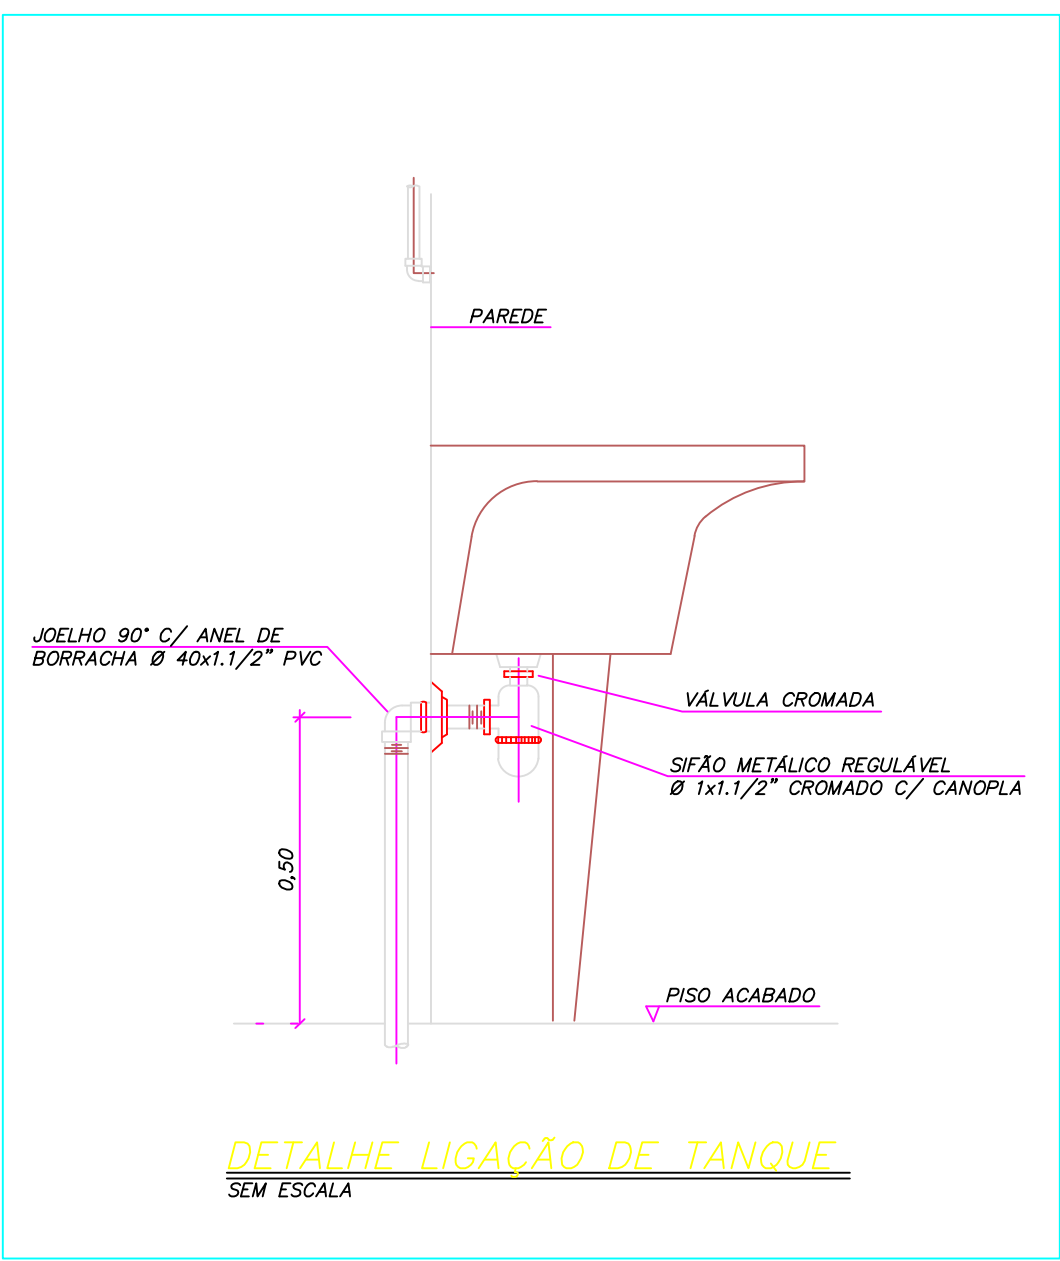 PAREDE
JOELHO 90° C/ ANEL DE
BORRACHA Ø 40x1.1/2" PVC
VÁLVULA CROMADA
SIFÃO METÁLICO REGULÁVEL
Ø 1x1.1/2" CROMADO C/ CANOPLA
0,50
PISO ACABADO
DETALHE LIGAÇÃO DE TANQUE
SEM ESCALA